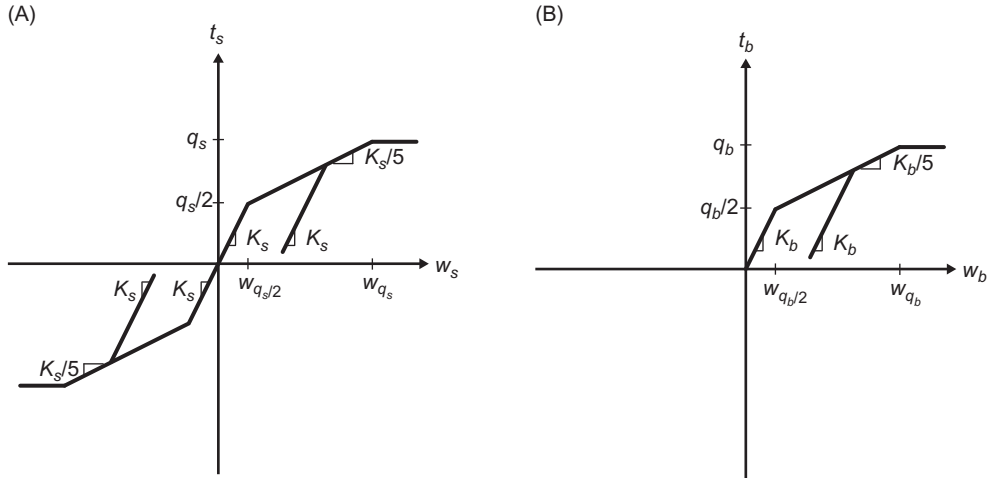 (A)
t_s
q_s
q_s/2
K_s/5
K_s
K_s
w_s
w_{q_s/2}
w_{q_s}
K_s
K_s
K_s/5
(B)
t_b
q_b
q_b/2
K_b/5
K_b
K_b
w_b
w_{q_b/2}
w_{q_b}